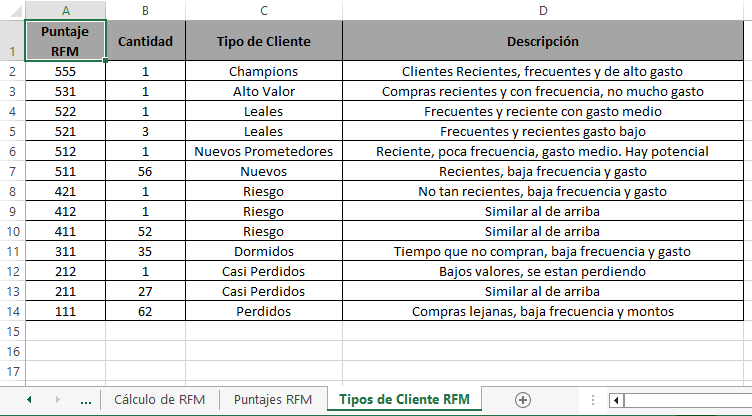 A B C D
1 Puntaje RFM Cantidad Tipo de Cliente Descripción
2 555 1 Champions Clientes Recientes, frecuentes y de alto gasto
3 531 1 Alto Valor Compras recientes y con frecuencia, no mucho gasto
4 522 1 Leales Frecuentes y reciente con gasto medio
5 521 3 Leales Frecuentes y recientes gasto bajo
6 512 1 Nuevos Prometedores Reciente, poca frecuencia, gasto medio. Hay potencial
7 511 56 Nuevos Recientes, baja frecuencia y gasto
8 421 1 Riesgo No tan recientes, baja frecuencia y gasto
9 412 1 Riesgo Similar al de arriba
10 411 52 Riesgo Similar al de arriba
11 311 35 Dormidos Tiempo que no compran, baja frecuencia y gasto
12 212 1 Casi Perdidos Bajos valores, se estan perdiendo
13 211 27 Casi Perdidos Similar al de arriba
14 111 62 Perdidos Compras lejanas, baja frecuencia y montos
15
16
17
... Cálculo de RFM Puntajes RFM Tipos de Cliente RFM